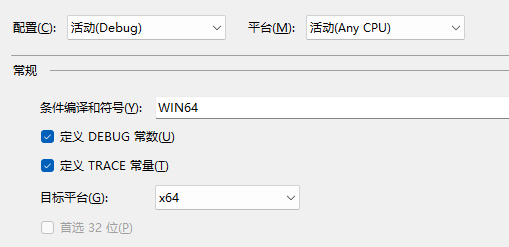 配置(C): 活动(Debug) 平台(M): 活动(Any CPU)
常规
条件编译和符号(Y): WIN64
定义 DEBUG 常数(U)
定义 TRACE 常量(T)
目标平台(G): x64
首选 32 位(P)